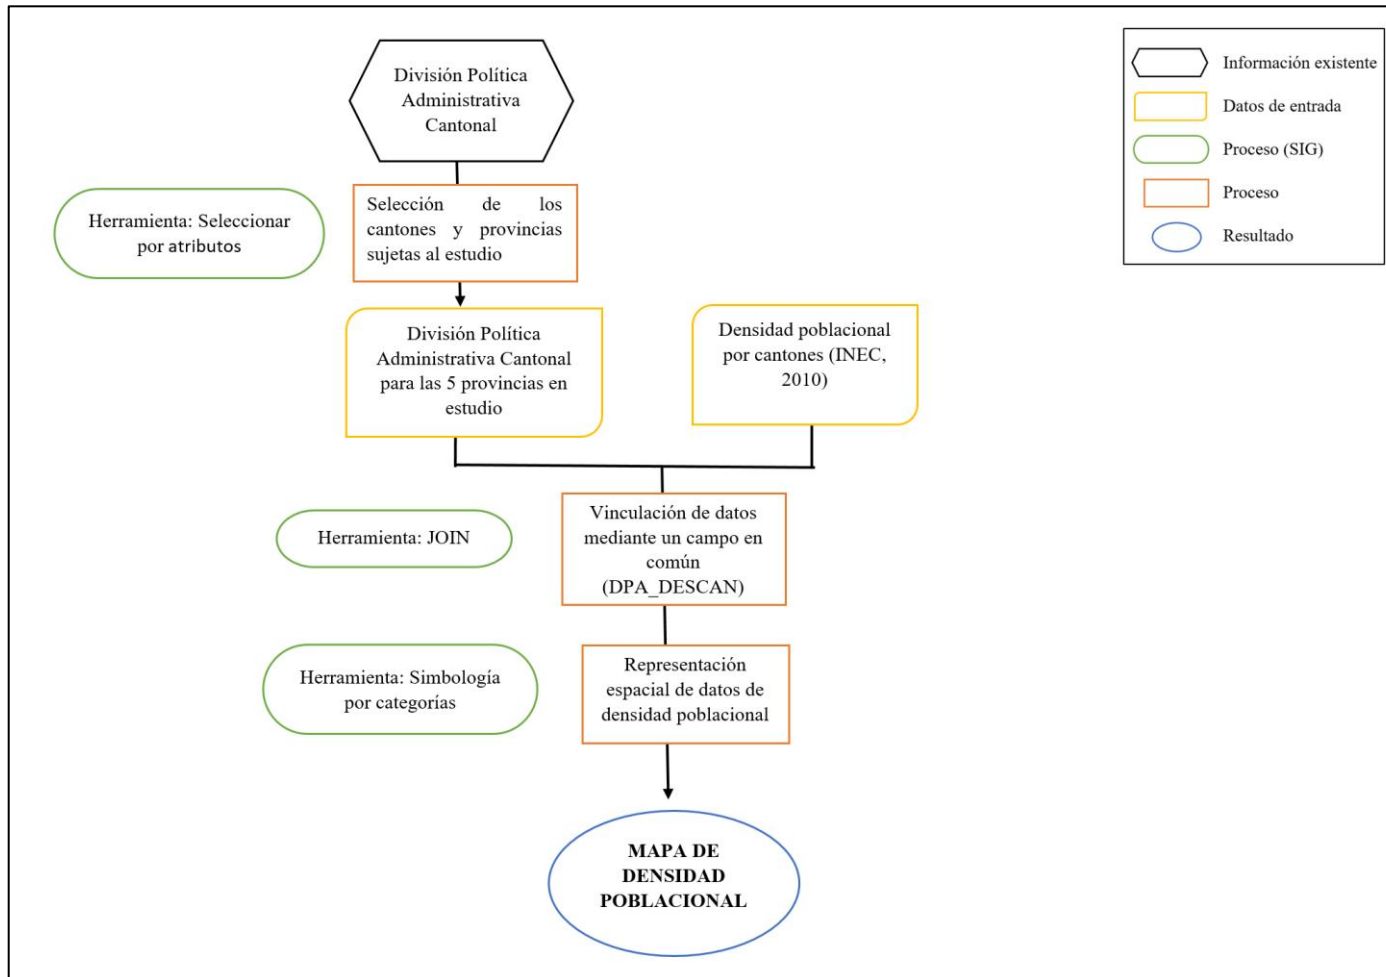 División Política
Administrativa
Cantonal
Herramienta: Seleccionar
por atributos
Selección de los
cantones y provincias
sujetas al estudio
División Política
Administrativa Cantonal
para las 5 provincias en
estudio
Densidad poblacional
por cantones (INEC,
2010)
Herramienta: JOIN
Vinculación de datos
mediante un campo en
común
(DPA_DESCAN)
Herramienta: Simbología
por categorías
Representación
espacial de datos de
densidad poblacional
MAPA DE
DENSIDAD
POBLACIONAL
Información existente
Datos de entrada
Proceso (SIG)
Proceso
Resultado